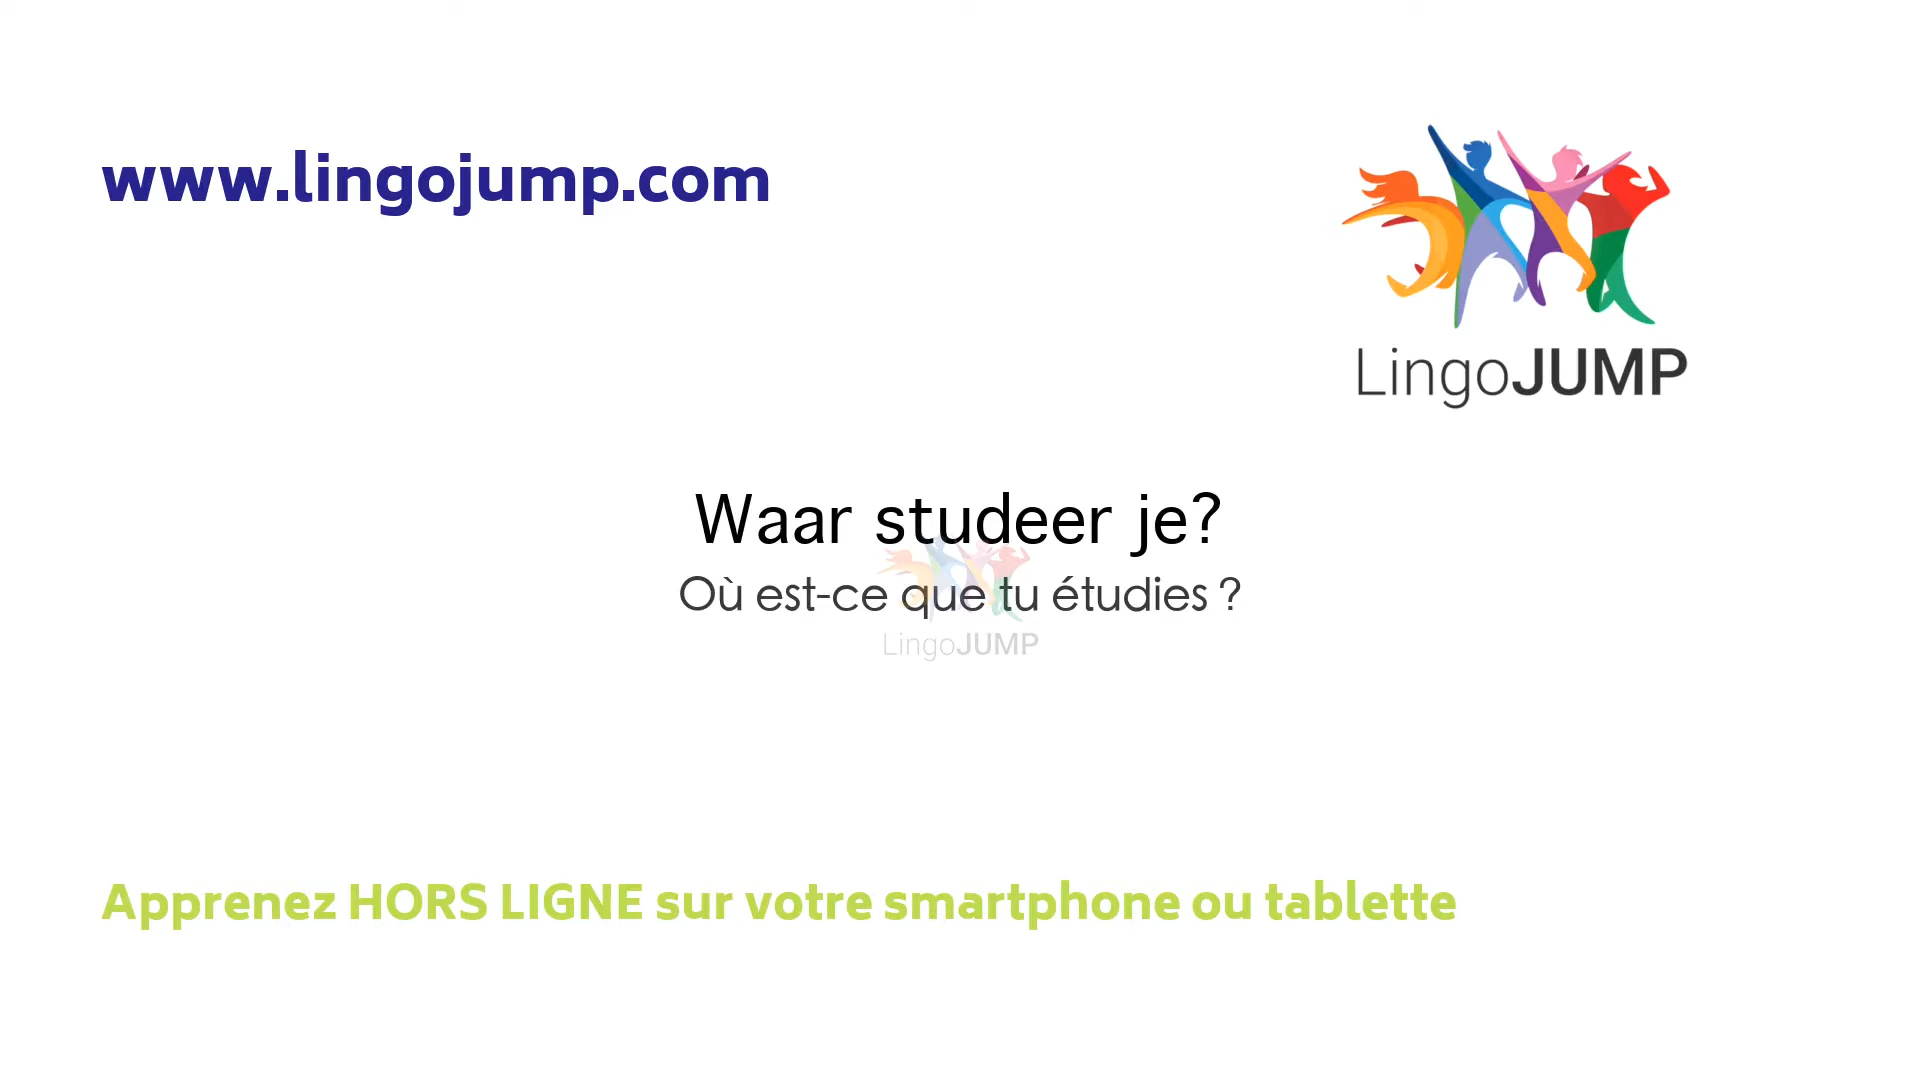 www.lingojump.com
LingoJUMP
Waar studeer je?
Où est-ce que tu étudies ?
LingoJUMP
Apprenez HORS LIGNE sur votre smartphone ou tablette